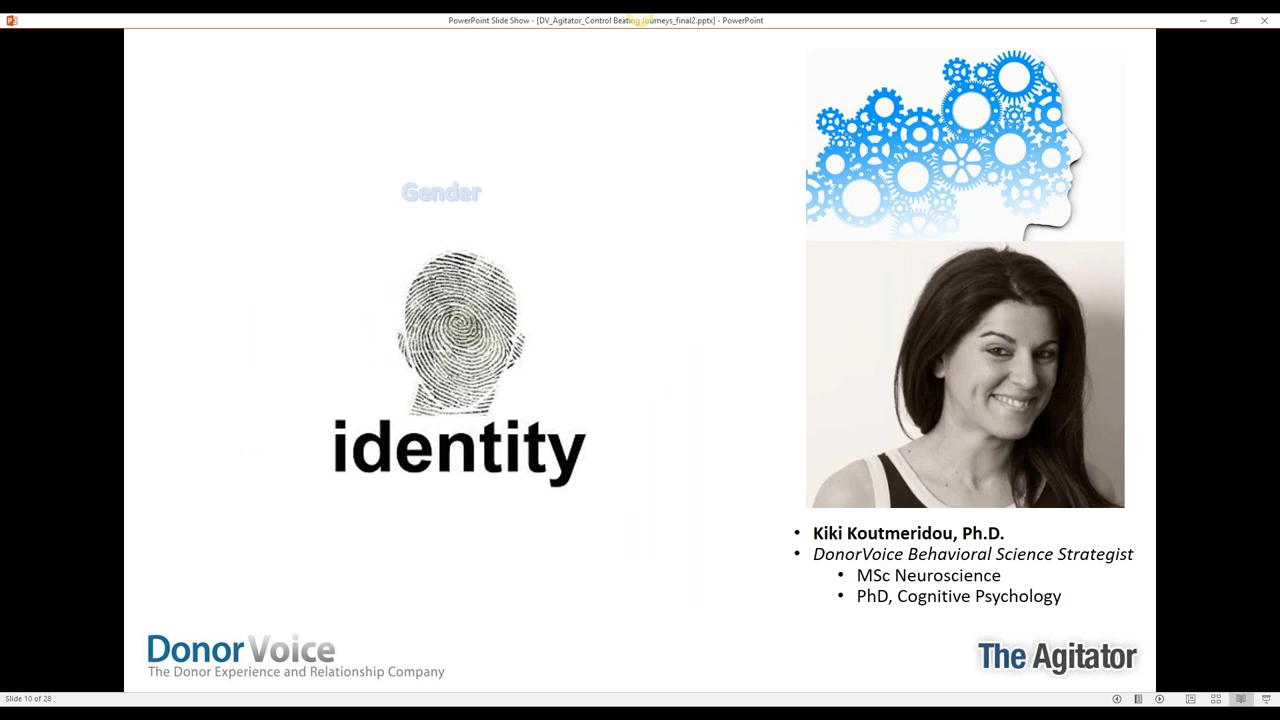 PowerPoint Slide Show - [DV_Agitator_Control Beating Journeys_final2.pptx] - PowerPoint
Gender
identity
• Kiki Koutmeridou, Ph.D.
• DonorVoice Behavioral Science Strategist
• MSc Neuroscience
• PhD, Cognitive Psychology
DonorVoice
The Donor Experience and Relationship Company
The Agitator
Slide 10 of 28